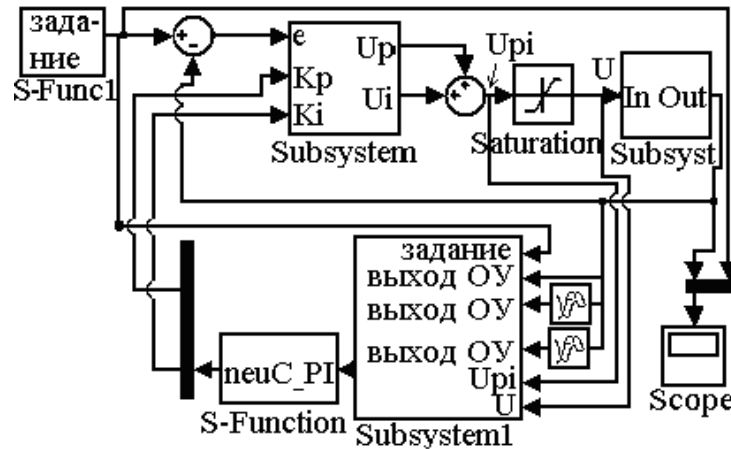 зада-
ние
S-Func1
e
Kp
Ki
Up
Ui
Subsystem
Upi
Saturation
U
In Out
Subsyst
задание
выход ОУ
выход ОУ
выход ОУ
Upi
U
Subsystem1
neuC_PI
S-Function
Scope